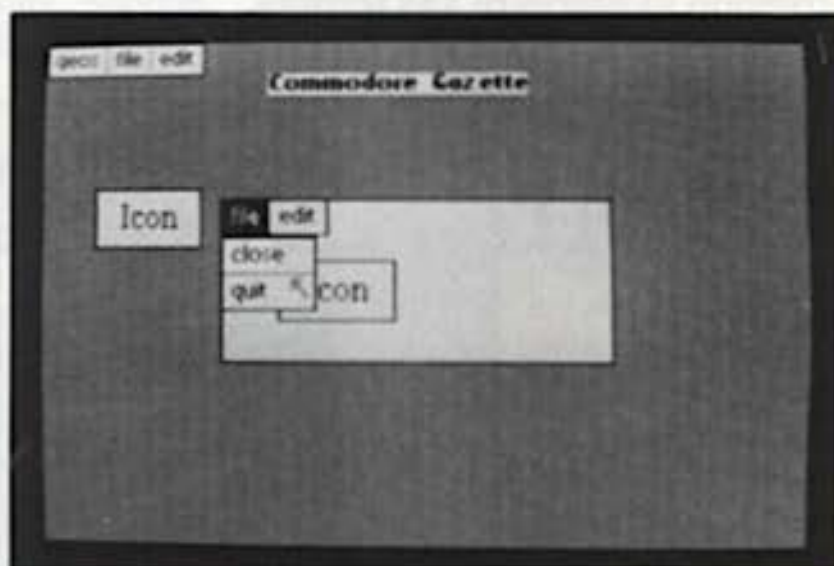 geos file edit
Commodore Gazette
Icon
file edit
close
quit
Icon